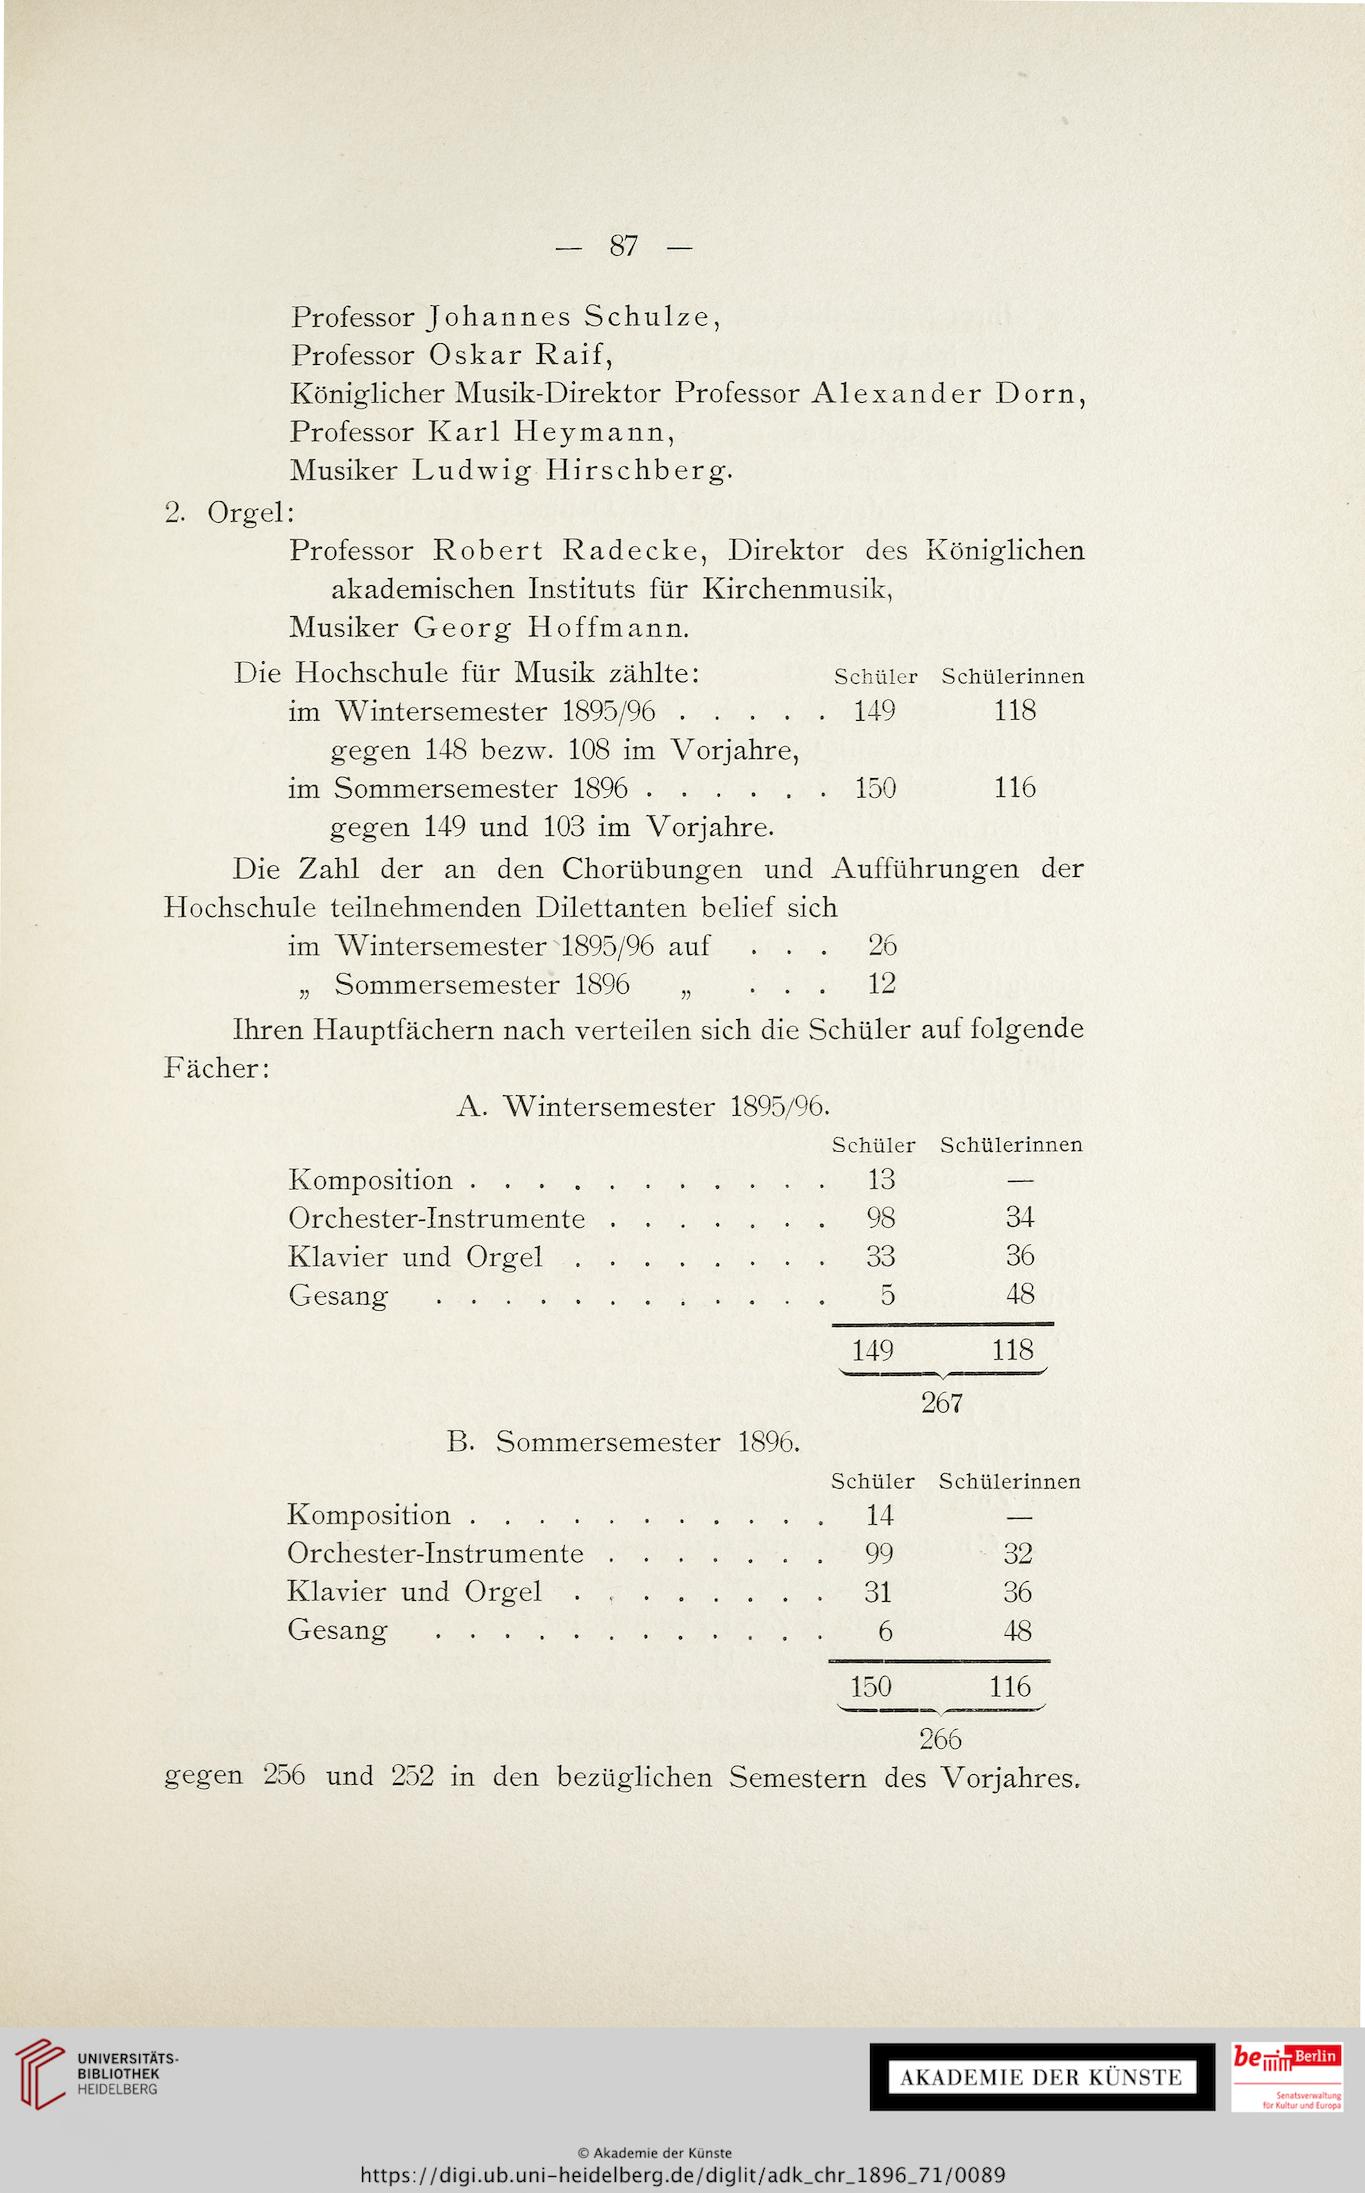 — 87 —
Professor Johannes Schulze,
Professor Oskar Raif,
Königlicher Musik-Direktor Professor Alexander Dorn,
Professor Karl Heymann,
Musiker Ludwig Hirschberg.
2. Orgel:
Professor Robert Radecke, Direktor des Königlichen
akademischen Instituts für Kirchenmusik,
Musiker Georg Hoffmann.
Die Hochschule für Musik zählte: Schüler Schülerinnen
im Wintersemester 1895/96 . . . . . 149 118
gegen 148 bezw. 108 im Vorjahre,
im Sommersemester 1896 . . . . . . 150 116
gegen 149 und 103 im Vorjahre.
Die Zahl der an den Chorübungen und Aufführungen der
Hochschule teilnehmenden Dilettanten belief sich
im Wintersemester 1895/96 auf . . . 26
„ Sommersemester 1896 „ . . . 12
Ihren Hauptfächern nach verteilen sich die Schüler auf folgende
Fächer:
A. Wintersemester 1895/96.
Schüler Schülerinnen
Komposition . . . . . . . . . . . 13 —
Orchester-Instrumente . . . . . . . 98 34
Klavier und Orgel . . . . . . . . 33 36
Gesang . . . . . . . . . . . . 5 48
149 118
267
B. Sommersemester 1896.
Schüler Schülerinnen
Komposition . . . . . . . . . . . 14 —
Orchester-Instrumente . . . . . . . 99 32
Klavier und Orgel . . . . . . . . 31 36
Gesang . . . . . . . . . . . . 6 48
150 116
266
gegen 256 und 252 in den bezüglichen Semestern des Vorjahres.
UNIVERSITÄTS-
BIBLIOTHEK
HEIDELBERG
AKADEMIE DER KÜNSTE
be Berlin
Senatsverwaltung
für Kultur und Europa
© Akademie der Künste
https://digi.ub.uni-heidelberg.de/diglit/adk_chr_1896_71/0089